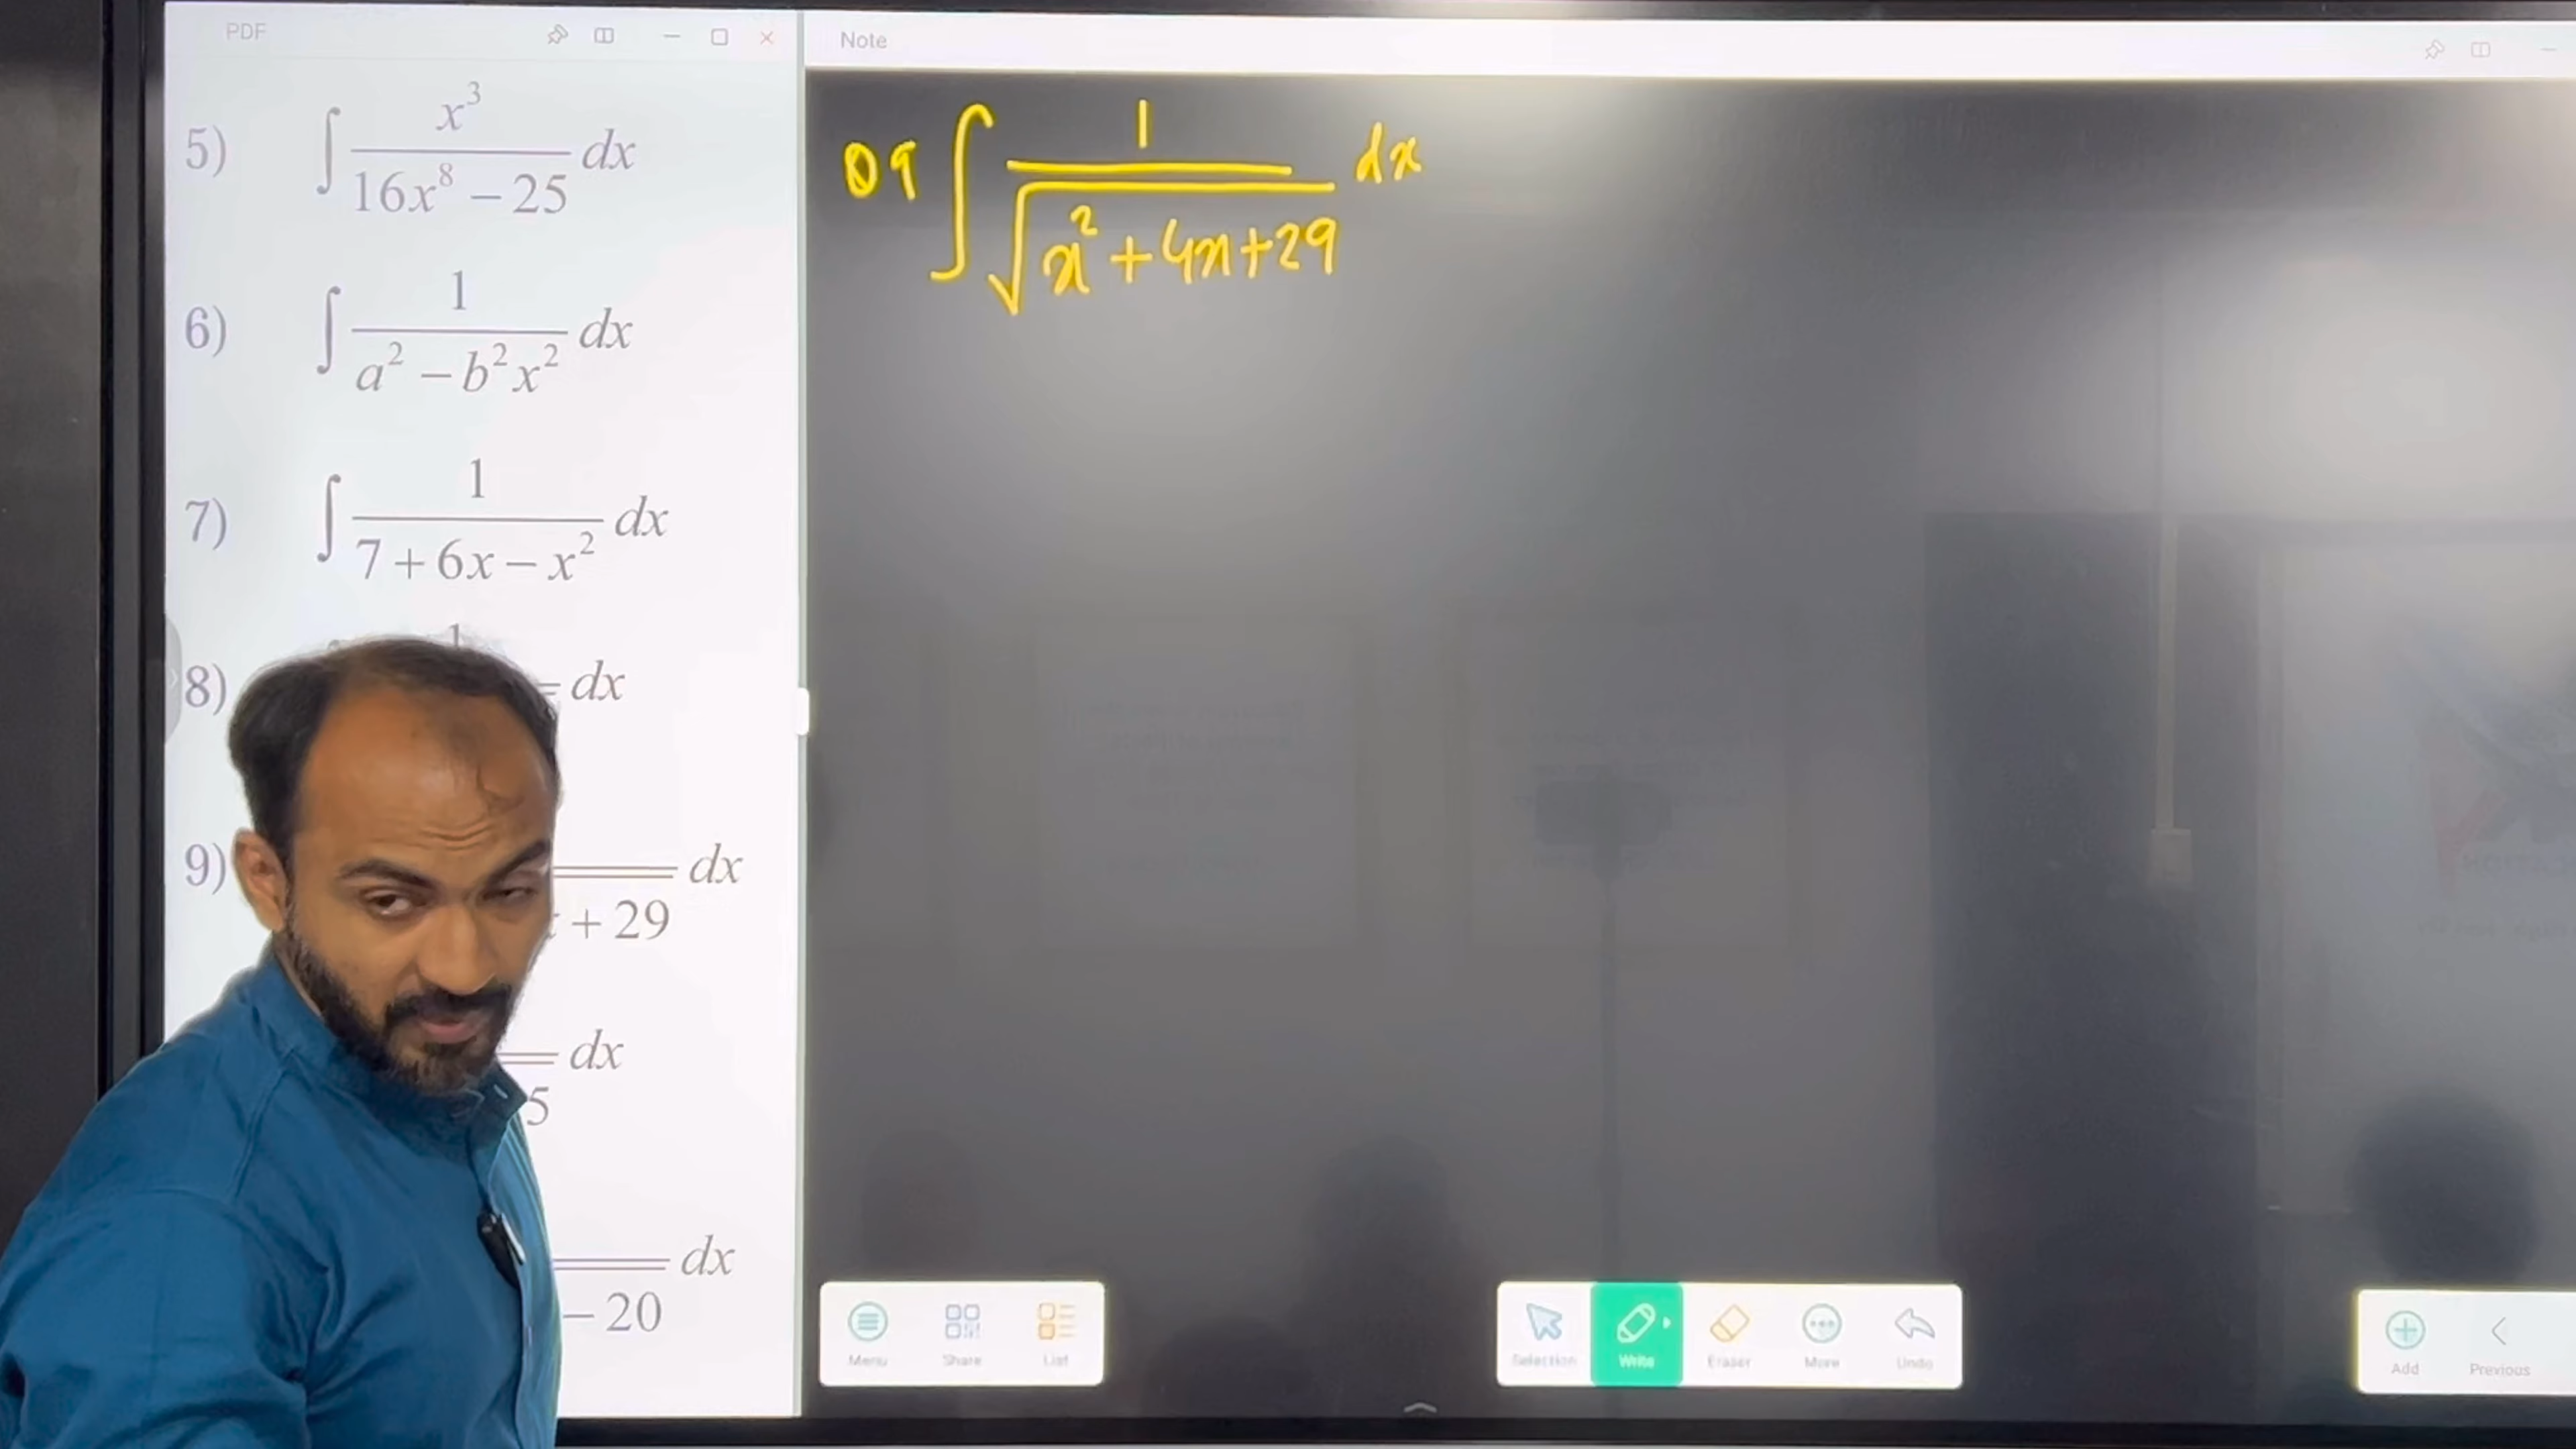 PDF
Note
5) ∫ x³ / (16x⁸ − 25) dx
6) ∫ 1 / (a² − b²x²) dx
7) ∫ 1 / (7 + 6x − x²) dx
8) dx
9) + 29 dx
5 dx
− 20 dx
Q9 ∫ 1 / √(x² + 4x + 29) dx
Menu Share List
Selection Write Eraser More Undo
Add Previous